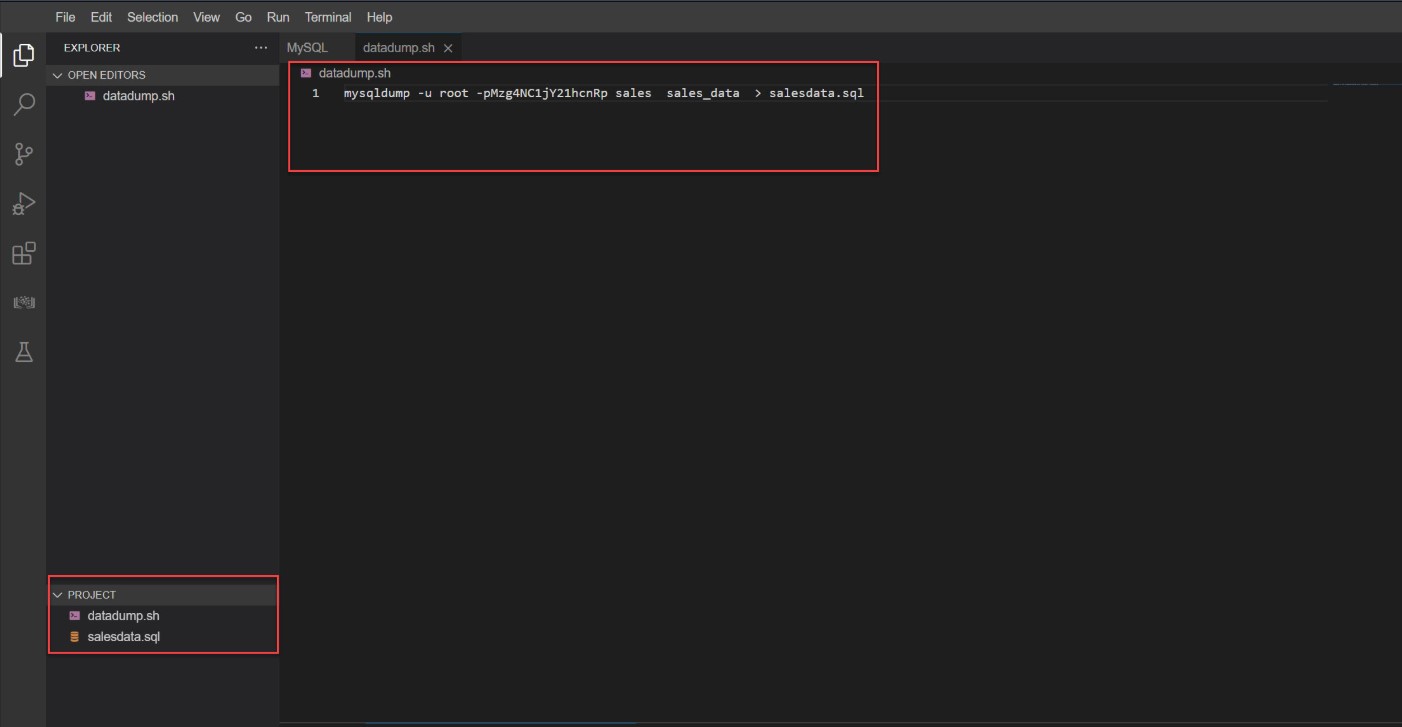 File Edit Selection View Go Run Terminal Help
EXPLORER ...
MySQL datadump.sh
OPEN EDITORS
datadump.sh
datadump.sh
1 mysqldump -u root -pMzg4NC1jY21hcnRp sales sales_data > salesdata.sql
PROJECT
datadump.sh
salesdata.sql